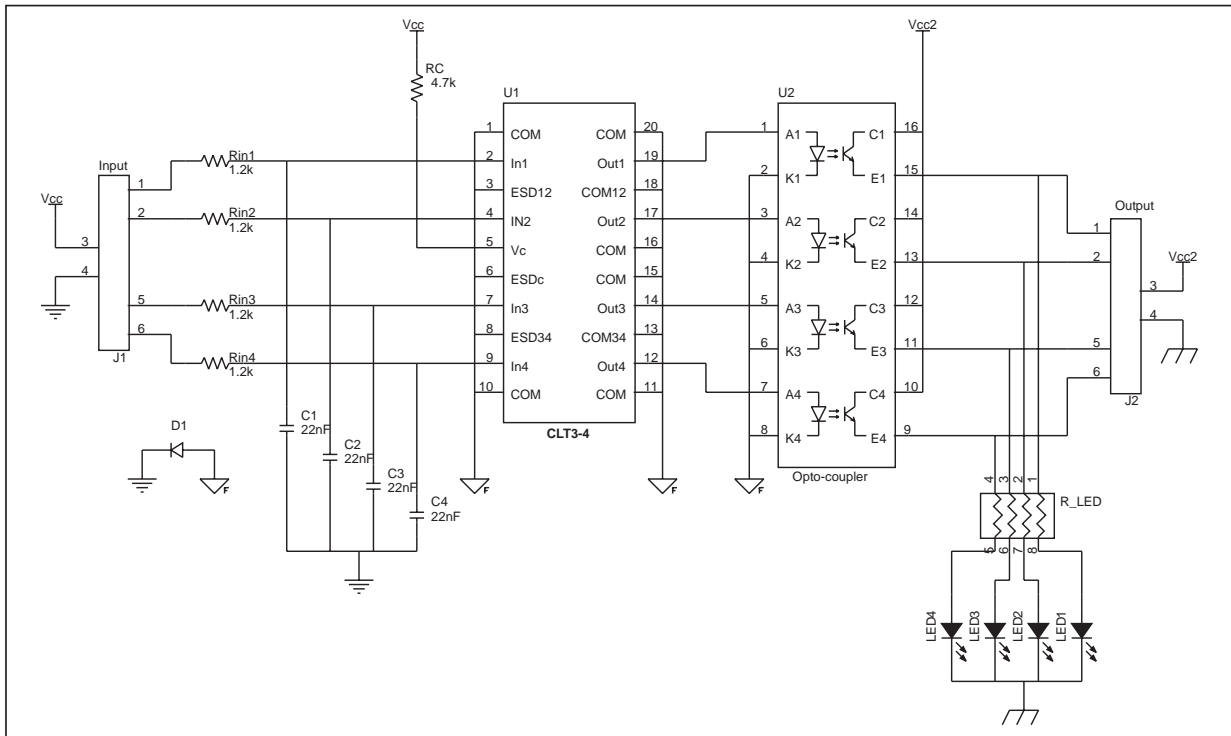 Vcc
Vcc2
RC
4.7k
U1
U2
1 COM COM 20
1 A1 C1 16
Input
Rin1
1.2k
2 In1 Out1 19
2 K1 E1 15
1
3 ESD12 COM12 18
Vcc
2
Rin2
1.2k
4 IN2 Out2 17
3 A2 C2 14
Output
1
3
5 Vc COM 16
4 K2 E2 13
2
Vcc2
4
6 ESDc COM 15
3
5
Rin3
1.2k
7 In3 Out3 14
5 A3 C3 12
4
6
8 ESD34 COM34 13
6 K3 E3 11
5
J1
Rin4
1.2k
9 In4 Out4 12
7 A4 C4 10
6
10 COM COM 11
J2
D1
C1
22nF
CLT3-4
8 K4 E4 9
C2
22nF
C3
22nF
C4
22nF
F
F
F
F
Opto-coupler
4 3 2 1
R_LED
5 6 7 8
LED4
LED3
LED2
LED1